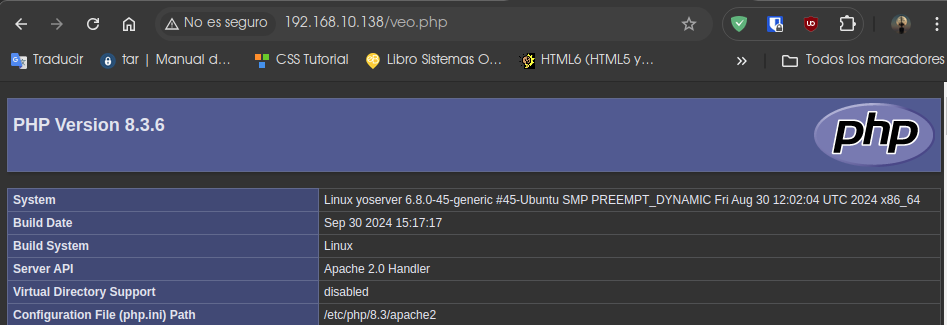 No es seguro 192.168.10.138/veo.php
Traducir tar | Manual d... CSS Tutorial Libro Sistemas O... HTML6 (HTML5 y... » Todos los marcadores
PHP Version 8.3.6
php
System Linux yoserver 6.8.0-45-generic #45-Ubuntu SMP PREEMPT_DYNAMIC Fri Aug 30 12:02:04 UTC 2024 x86_64
Build Date Sep 30 2024 15:17:17
Build System Linux
Server API Apache 2.0 Handler
Virtual Directory Support disabled
Configuration File (php.ini) Path /etc/php/8.3/apache2